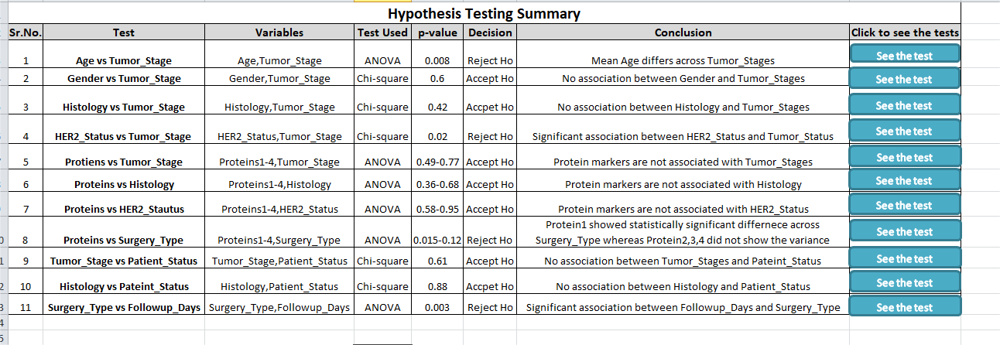 Hypothesis Testing Summary
Sr.No. Test Variables Test Used p-value Decision Conclusion Click to see the tests
1 Age vs Tumor_Stage Age,Tumor_Stage ANOVA 0.008 Reject Ho Mean Age differs across Tumor_Stages See the test
2 Gender vs Tumor_Stage Gender,Tumor_Stage Chi-square 0.6 Accept Ho No association between Gender and Tumor_Stages See the test
3 Histology vs Tumor_Stage Histology,Tumor_Stage Chi-square 0.42 Accpet Ho No association between Histology and Tumor_Stages See the test
4 HER2_Status vs Tumor_Stage HER2_Status,Tumor_Stage Chi-square 0.02 Reject Ho Significant association between HER2_Status and Tumor_Status See the test
5 Protiens vs Tumor_Stage Proteins1-4,Tumor_Stage ANOVA 0.49-0.77 Accept Ho Protein markers are not associated with Tumor_Stages See the test
6 Proteins vs Histology Proteins1-4,Histology ANOVA 0.36-0.68 Accept Ho Protein markers are not associated with Histology See the test
7 Proteins vs HER2_Stautus Proteins1-4,HER2_Status ANOVA 0.58-0.95 Accept Ho Protein markers are not associated with HER2_Status See the test
Protein1 showed statistically significant differnece across
8 Proteins vs Surgery_Type Proteins1-4,Surgery_Type ANOVA 0.015-0.12 Reject Ho Surgery_Type whereas Protein2,3,4 did not show the variance See the test
9 Tumor_Stage vs Patient_Status Tumor_Stage,Patient_Status Chi-square 0.61 Accept Ho No association between Tumor_Stages and Pateint_Status See the test
10 Histology vs Pateint_Status Histology,Patient_Status Chi-square 0.88 Accpet Ho No association between Histology and Patient_Status See the test
11 Surgery_Type vs Followup_Days Surgery_Type,Followup_Days ANOVA 0.003 Reject Ho Significant association between Followup_Days and Surgery_Type See the test